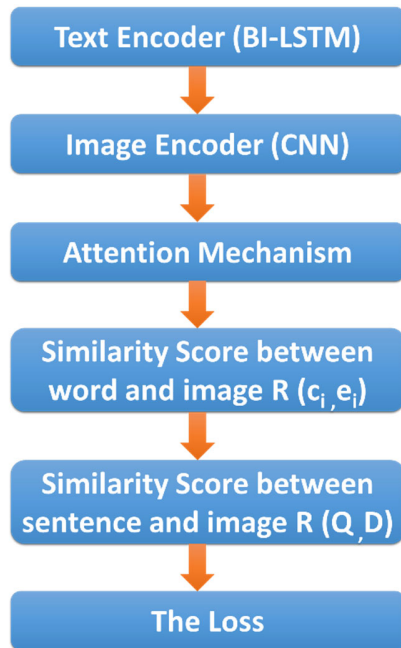 Text Encoder (BI-LSTM)
Image Encoder (CNN)
Attention Mechanism
Similarity Score between
word and image R (cᵢ ,eᵢ)
Similarity Score between
sentence and image R (Q ,D)
The Loss